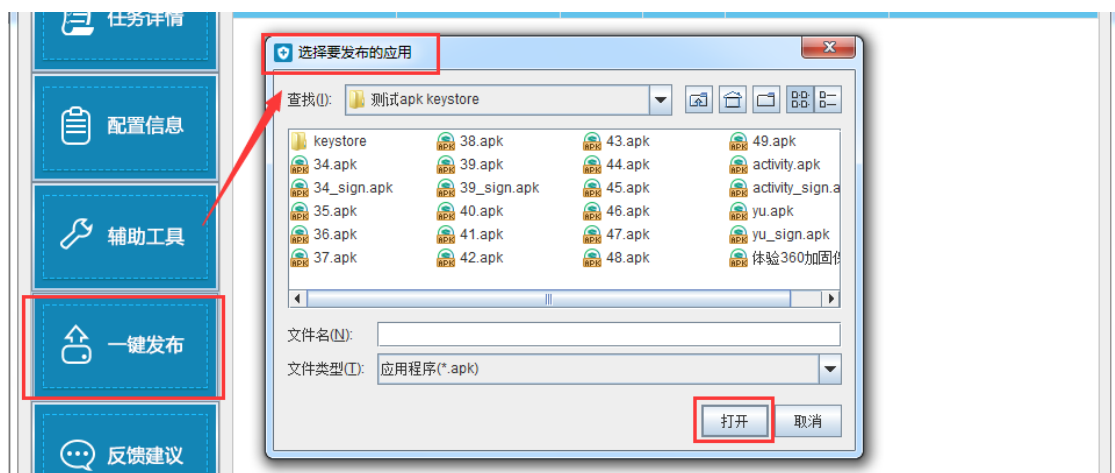 任务详情
配置信息
辅助工具
一键发布
反馈建议
选择要发布的应用
查找(I):
测试apk keystore
keystore
34.apk
34_sign.apk
35.apk
36.apk
37.apk
38.apk
39.apk
39_sign.apk
40.apk
41.apk
42.apk
43.apk
44.apk
45.apk
46.apk
47.apk
48.apk
49.apk
activity.apk
activity_sign.a
yu.apk
yu_sign.apk
体验360加固
文件名(N):
文件类型(T):
应用程序(*.apk)
打开
取消